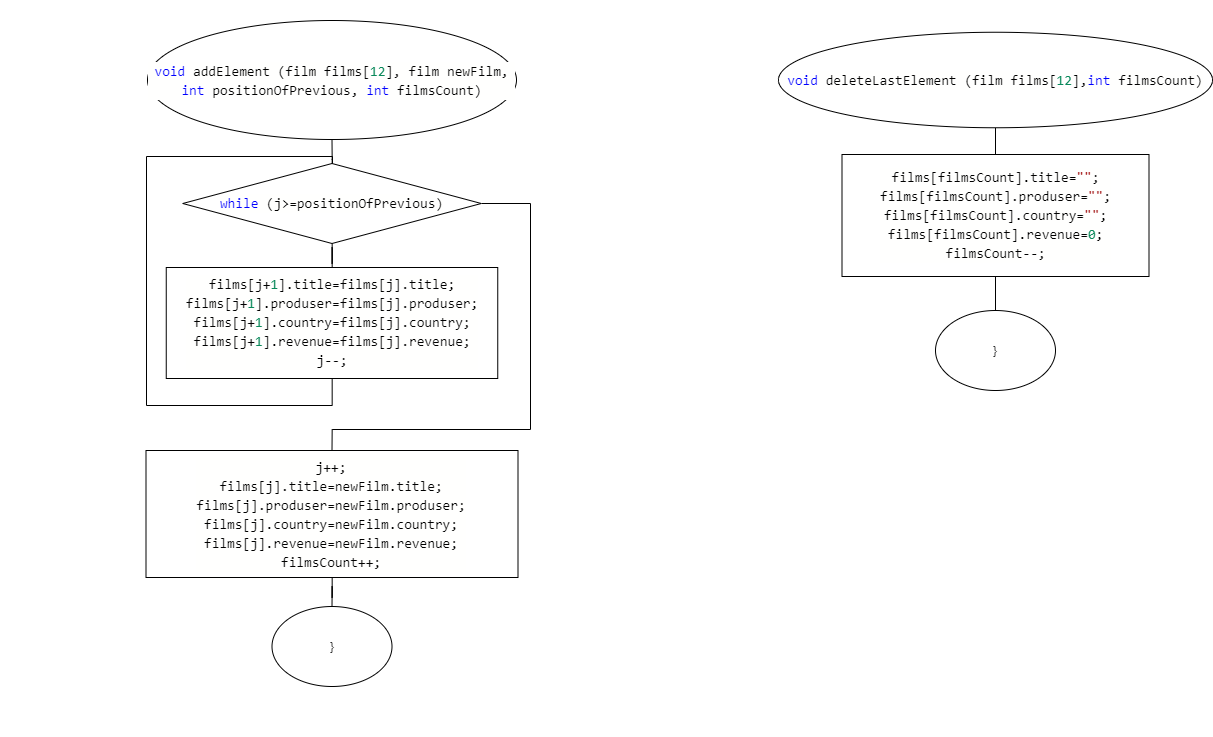 void addElement (film films[12], film newFilm,
int positionOfPrevious, int filmsCount)
while (j>=positionOfPrevious)
films[j+1].title=films[j].title;
films[j+1].produser=films[j].produser;
films[j+1].country=films[j].country;
films[j+1].revenue=films[j].revenue;
j--;
j++;
films[j].title=newFilm.title;
films[j].produser=newFilm.produser;
films[j].country=newFilm.country;
films[j].revenue=newFilm.revenue;
filmsCount++;
}
void deleteLastElement (film films[12],int filmsCount)
films[filmsCount].title="";
films[filmsCount].produser="";
films[filmsCount].country="";
films[filmsCount].revenue=0;
filmsCount--;
}